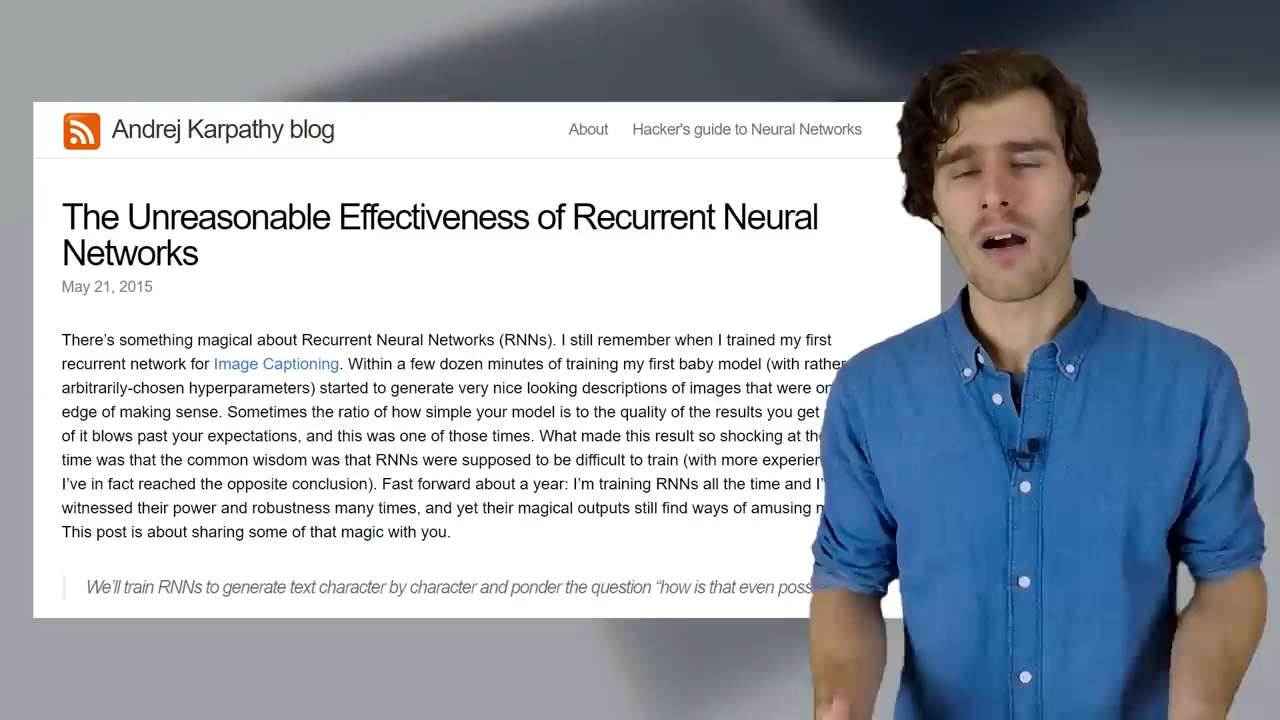 Andrej Karpathy blog
About
Hacker's guide to Neural Networks
The Unreasonable Effectiveness of Recurrent Neural
Networks
May 21, 2015
There's something magical about Recurrent Neural Networks (RNNs). I still remember when I trained my first
recurrent network for Image Captioning. Within a few dozen minutes of training my first baby model (with rather
arbitrarily-chosen hyperparameters) started to generate very nice looking descriptions of images that were on
edge of making sense. Sometimes the ratio of how simple your model is to the quality of the results you get
of it blows past your expectations, and this was one of those times. What made this result so shocking at the
time was that the common wisdom was that RNNs were supposed to be difficult to train (with more
I've in fact reached the opposite conclusion). Fast forward about a year: I'm training RNNs all the time and
witnessed their power and robustness many times, and yet their magical outputs still find ways of amusing
This post is about sharing some of that magic with you.
We'll train RNNs to generate text character by character and ponder the question “how is that even